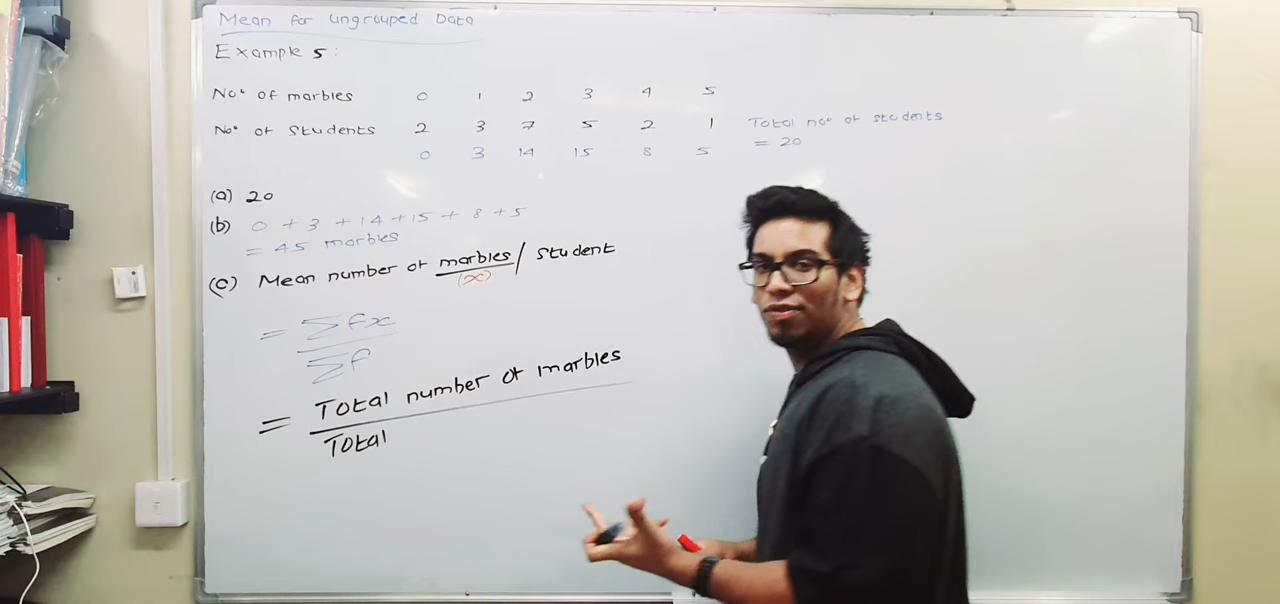 Mean for ungrouped Data
Example 5:
No. of marbles 0 1 2 3 4 5
No. of Students 2 3 7 5 2 1 Total no. of students
0 3 14 15 8 5 = 20
(a) 20
(b) 0 + 3 + 14 + 15 + 8 + 5
= 45 marbles
(c) Mean number of marbles / Student
(x)
= Σfx
Σf
= Total number of marbles
Total